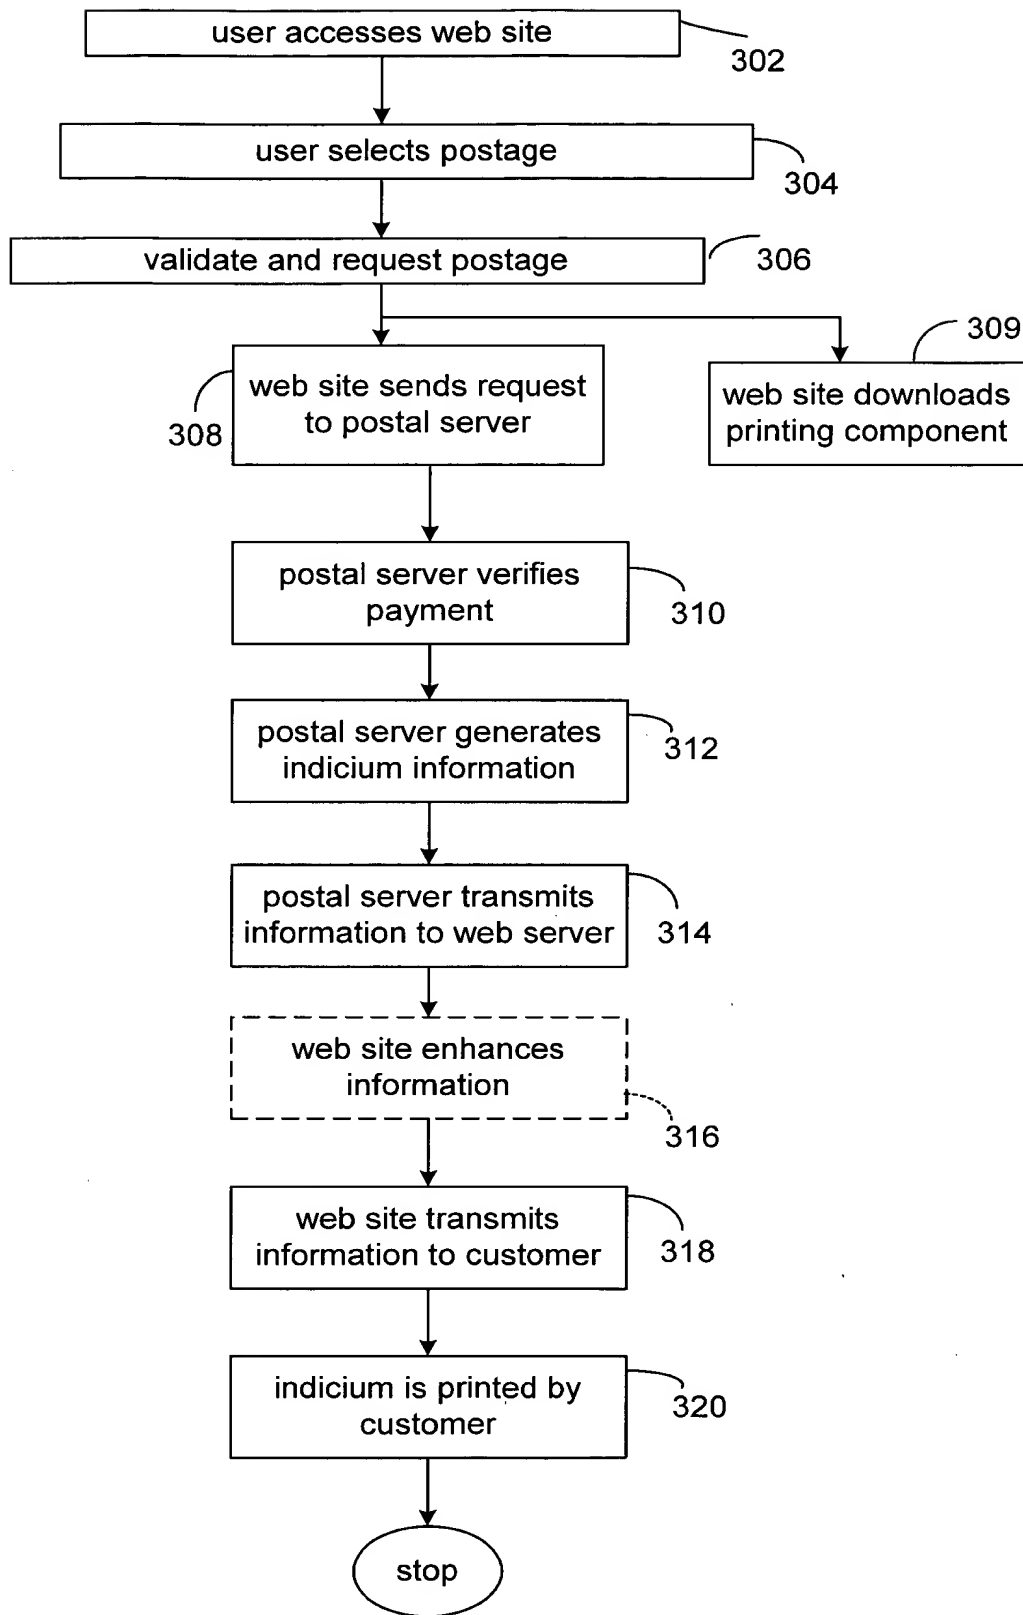 user accesses web site
302
user selects postage
304
validate and request postage
306
309
web site sends request
to postal server
308
web site downloads
printing component
postal server verifies
payment
310
postal server generates
indicium information
312
postal server transmits
information to web server
314
web site enhances
information
316
web site transmits
information to customer
318
indicium is printed by
customer
320
stop